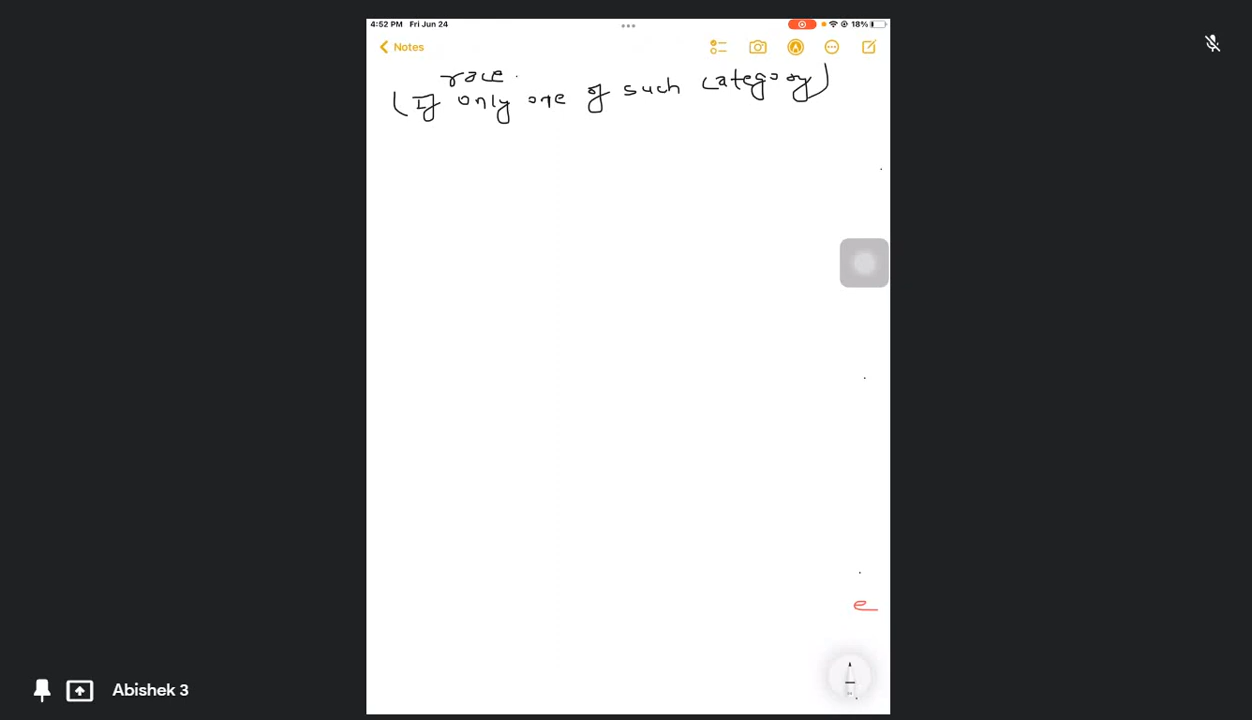 4:52 PM Fri Jun 24
18%
Notes
race.
(If only one of such category)
e
Abishek 3